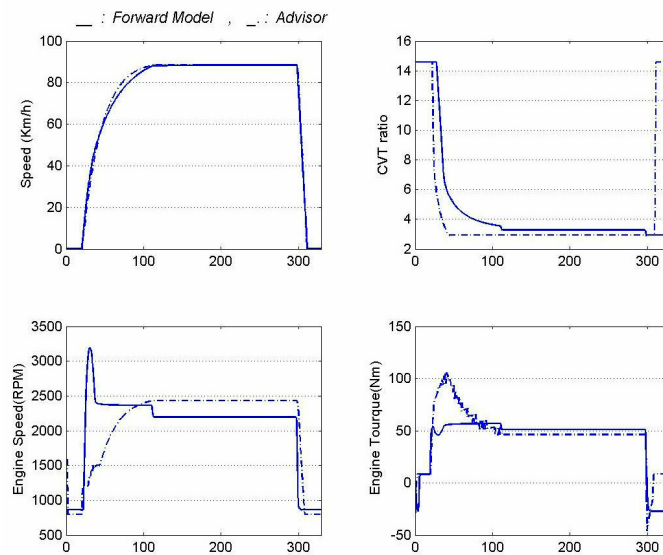 __ : Forward Model , _. : Advisor
Speed (Km/h)
100
80
60
40
20
0
0 100 200 300
CVT ratio
16
14
12
10
8
6
4
2
0 100 200 300
Engine Speed(RPM)
3500
3000
2500
2000
1500
1000
500
0 100 200 300
Engine Tourque(Nm)
150
100
50
0
-50
0 100 200 300